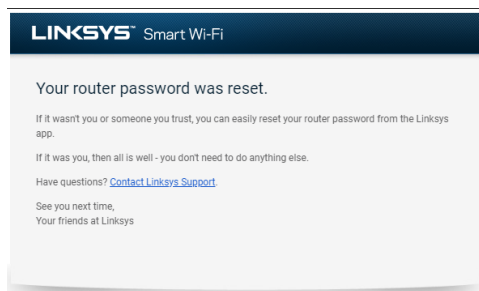 LINKSYS™ Smart Wi-Fi
Your router password was reset.
If it wasn't you or someone you trust, you can easily reset your router password from the Linksys
app.
If it was you, then all is well - you don't need to do anything else.
Have questions? Contact Linksys Support.
See you next time,
Your friends at Linksys